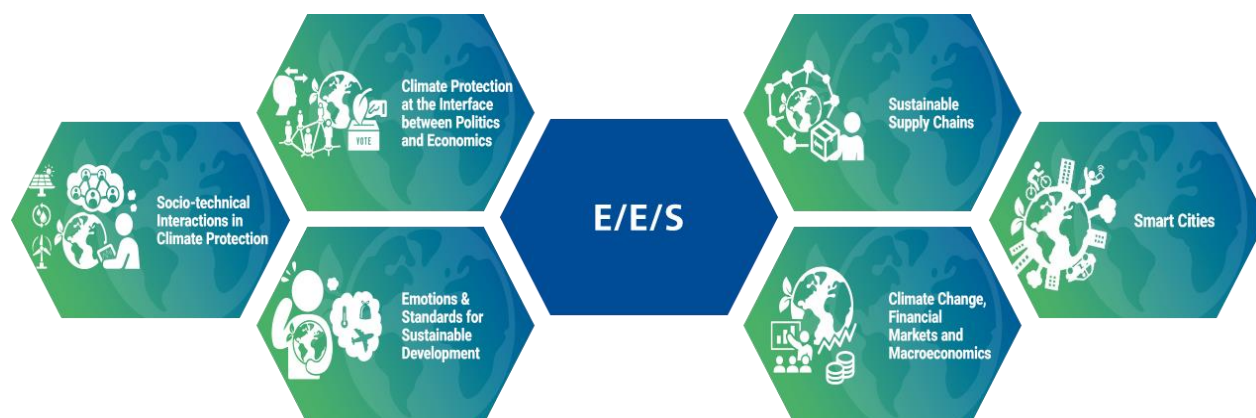 Socio-technical
Interactions in
Climate Protection
Climate Protection
at the Interface
between Politics
and Economics
VOTE
Emotions &
Standards for
Sustainable
Development
E/E/S
Sustainable
Supply Chains
Climate Change,
Financial
Markets and
Macroeconomics
Smart Cities